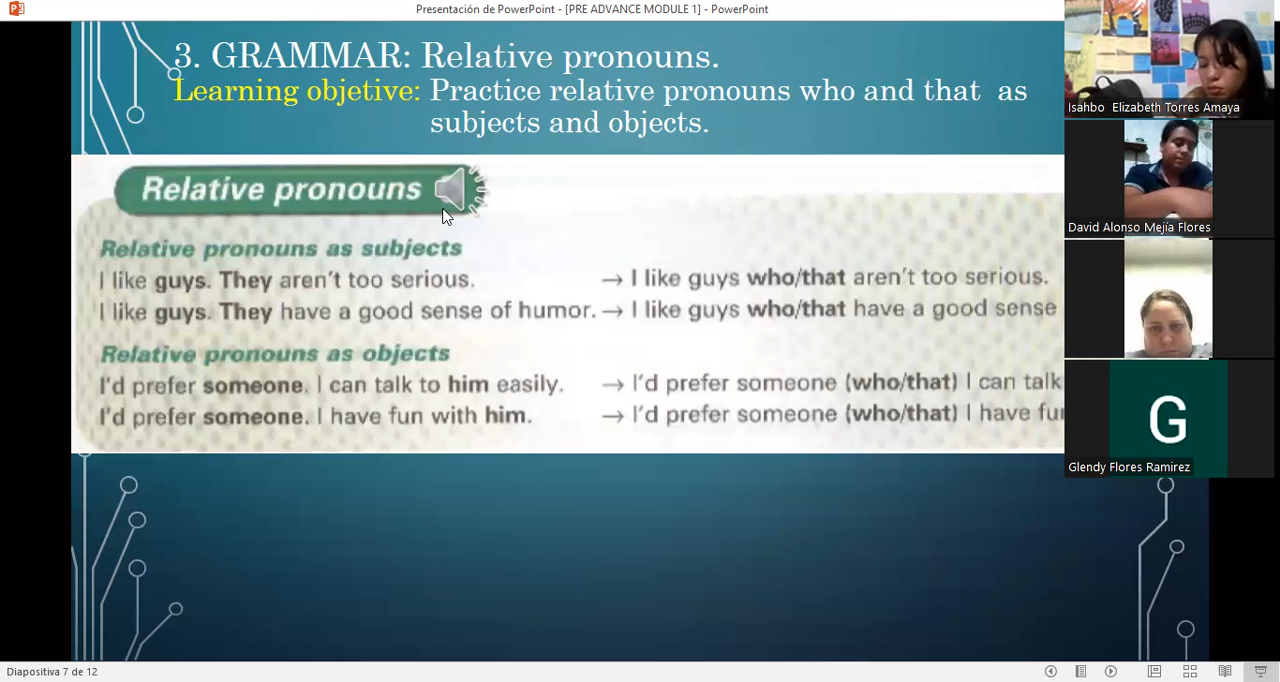 Presentación de PowerPoint - [PRE ADVANCE MODULE 1] - PowerPoint
3. GRAMMAR: Relative pronouns.
Learning objetive: Practice relative pronouns who and that as
subjects and objects.
Relative pronouns
Relative pronouns as subjects
I like guys. They aren't too serious. → I like guys who/that aren't too serious.
I like guys. They have a good sense of humor. → I like guys who/that have a good sense
Relative pronouns as objects
I'd prefer someone. I can talk to him easily. → I'd prefer someone (who/that) I can talk
I'd prefer someone. I have fun with him. → I'd prefer someone (who/that) I have fu
Isahbo Elizabeth Torres Amaya
David Alonso Mejía Flores
G
Glendy Flores Ramirez
Diapositiva 7 de 12